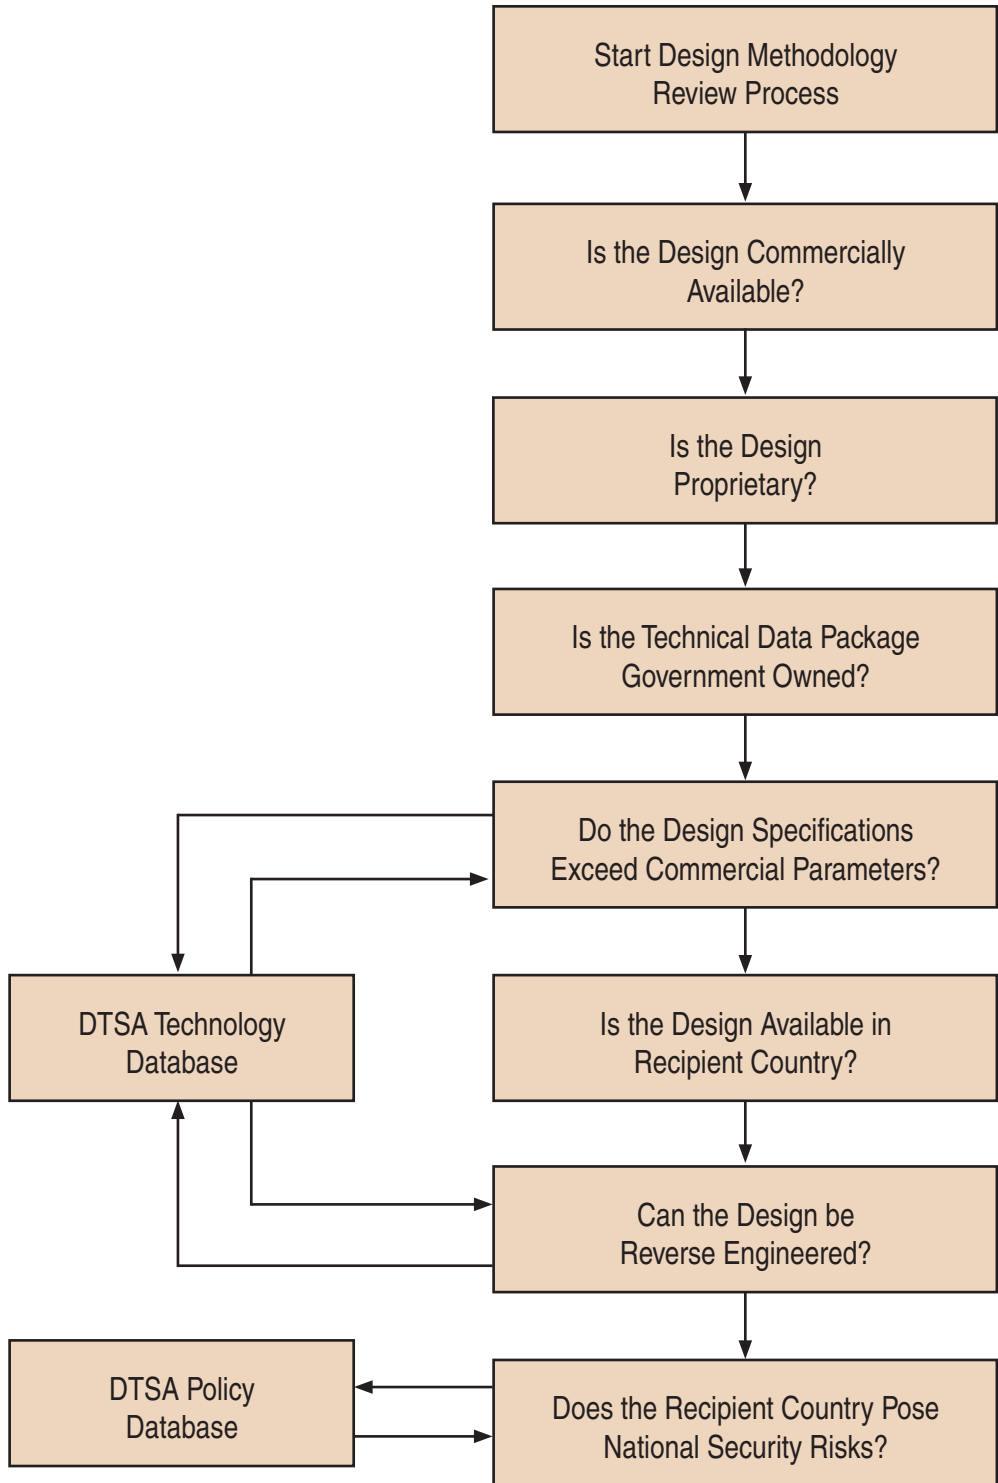 Start Design Methodology
Review Process
Is the Design Commercially
Available?
Is the Design
Proprietary?
Is the Technical Data Package
Government Owned?
Do the Design Specifications
Exceed Commercial Parameters?
DTSA Technology
Database
Is the Design Available in
Recipient Country?
Can the Design be
Reverse Engineered?
DTSA Policy
Database
Does the Recipient Country Pose
National Security Risks?